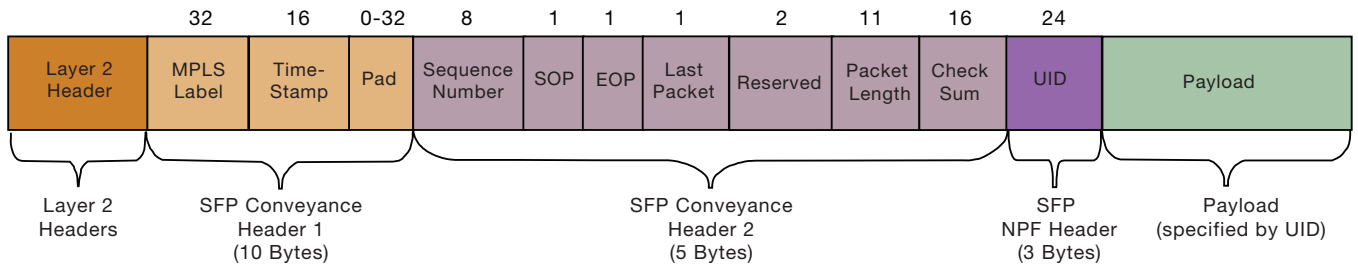 32 16 0-32 8 1 1 1 2 11 16 24
Layer 2
Header
MPLS
Label
Time-
Stamp
Pad
Sequence
Number
SOP
EOP
Last
Packet
Reserved
Packet
Length
Check
Sum
UID
Payload
Layer 2
Headers
SFP Conveyance
Header 1
(10 Bytes)
SFP Conveyance
Header 2
(5 Bytes)
SFP
NPF Header
(3 Bytes)
Payload
(specified by UID)